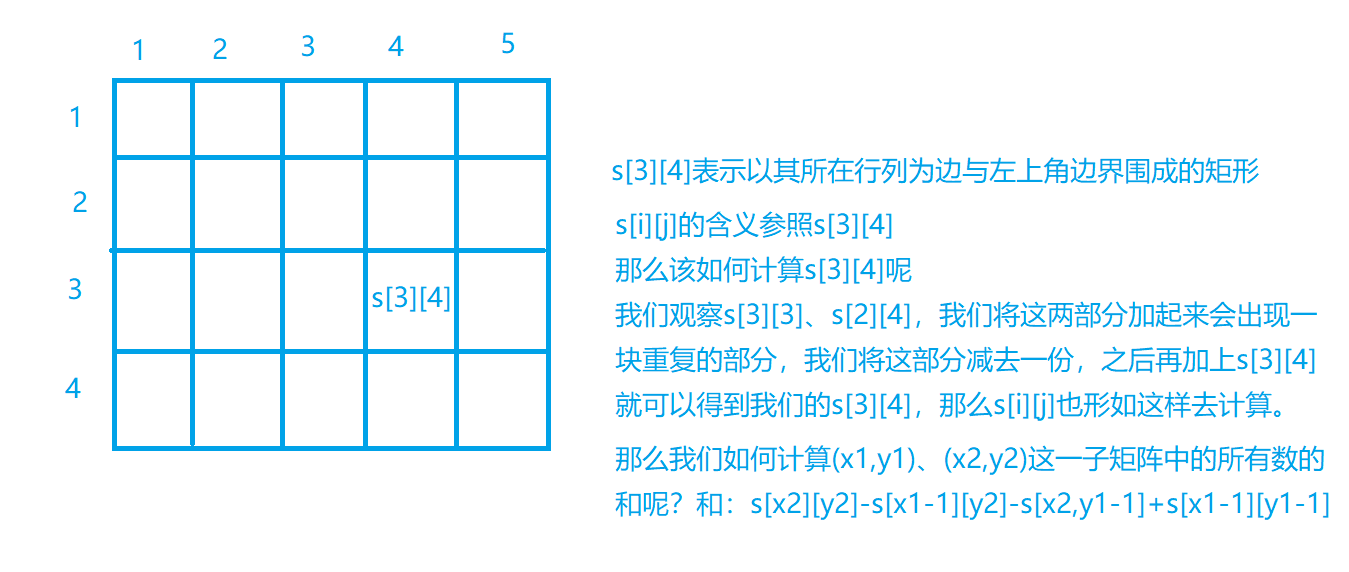 1 2 3 4 5
1
2
3
s[3][4]
4
s[3][4]表示以其所在行列为边与左上角边界围成的矩形
s[i][j]的含义参照s[3][4]
那么该如何计算s[3][4]呢
我们观察s[3][3]、s[2][4]，我们将这两部分加起来会出现一
块重复的部分，我们将这部分减去一份，之后再加上s[3][4]
就可以得到我们的s[3][4]，那么s[i][j]也形如这样去计算。
那么我们如何计算(x1,y1)、(x2,y2)这一子矩阵中的所有数的
和呢？和：s[x2][y2]-s[x1-1][y2]-s[x2,y1-1]+s[x1-1][y1-1]